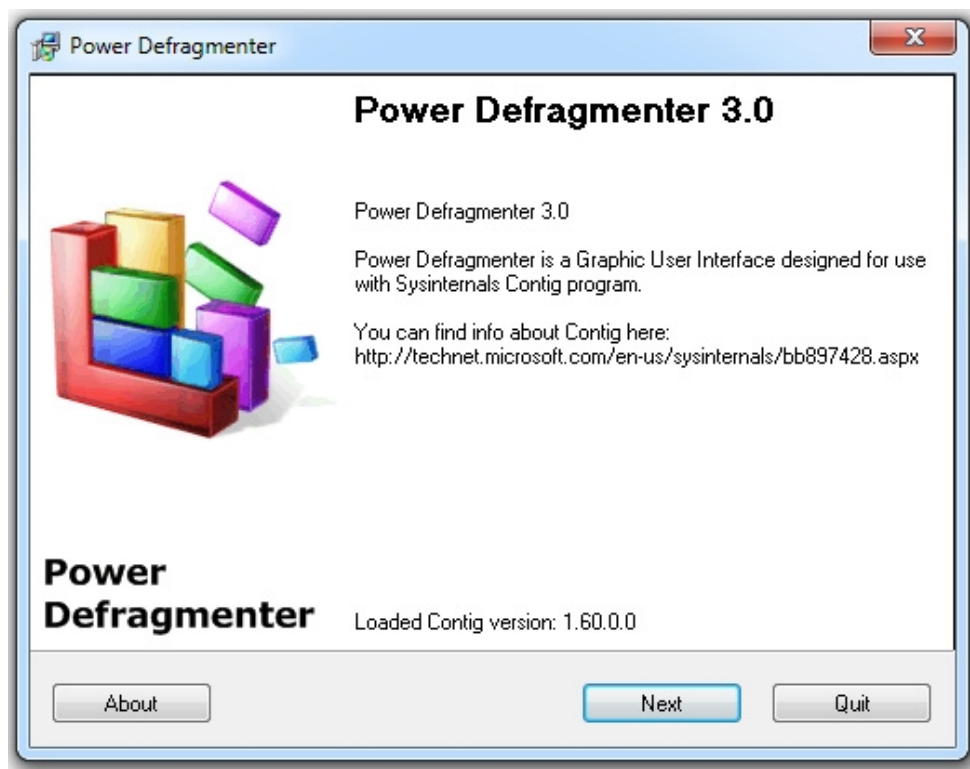 Power Defragmenter
Power Defragmenter 3.0
Power Defragmenter 3.0
Power Defragmenter is a Graphic User Interface designed for use
with Sysinternals Contig program.
You can find info about Contig here:
http://technet.microsoft.com/en-us/sysinternals/bb897428.aspx
Power
Defragmenter
Loaded Contig version: 1.60.0.0
About
Next
Quit